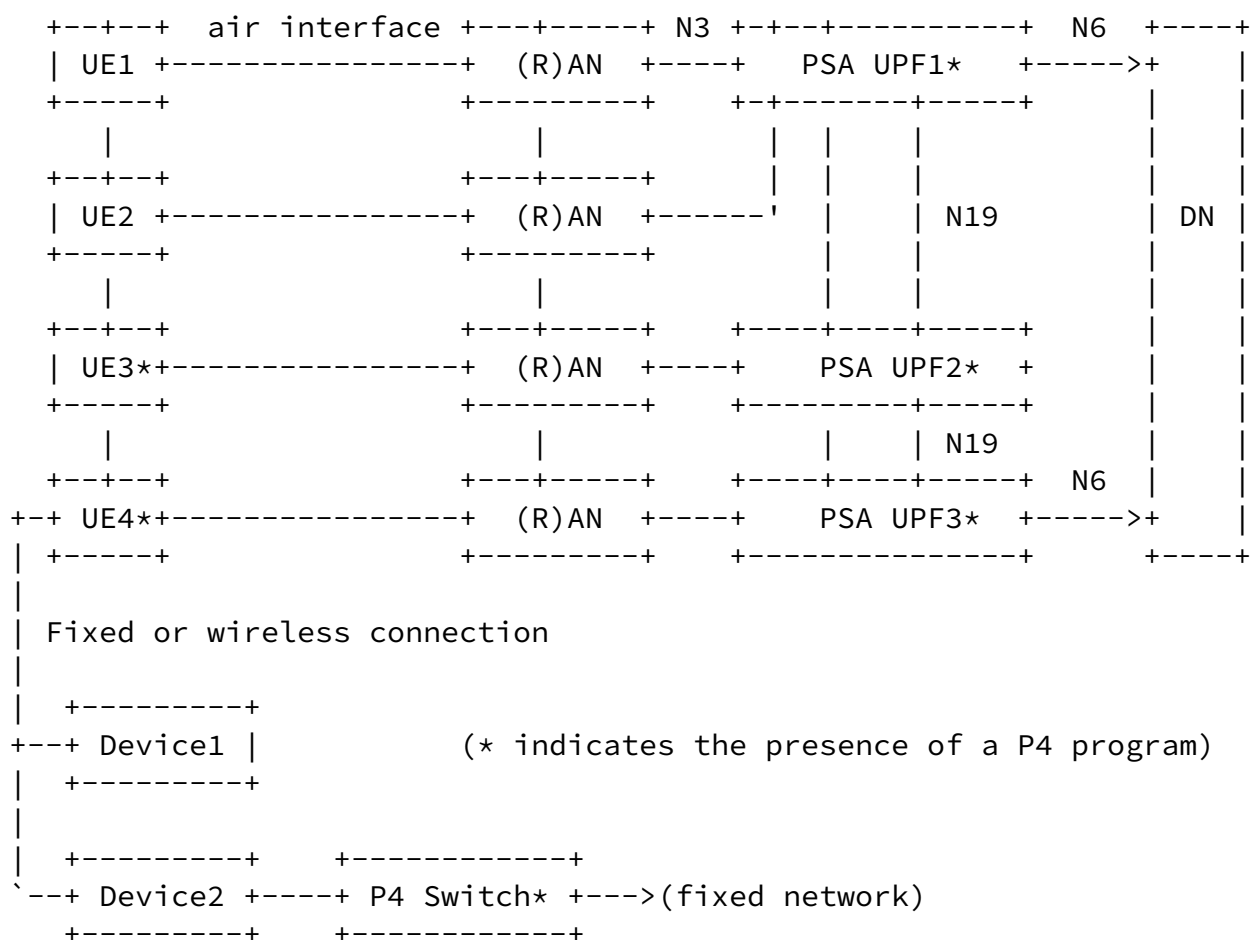 air interface N3 N6
UE1 (R)AN PSA UPF1*
UE2 (R)AN N19 DN
UE3* (R)AN PSA UPF2*
N19
N6
UE4* (R)AN PSA UPF3*
Fixed or wireless connection
Device1 (* indicates the presence of a P4 program)
Device2 P4 Switch* (fixed network)